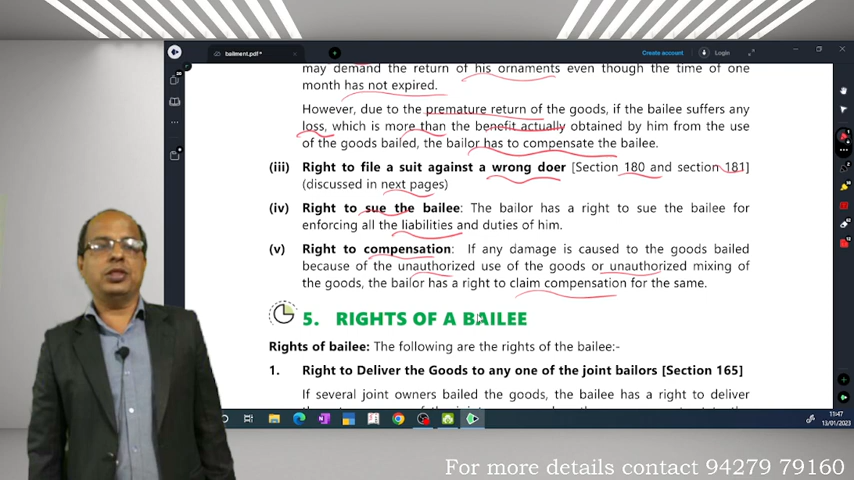 bailment.pdf*
Create account
Login
may demand the return of his ornaments even though the time of one
month has not expired.
However, due to the premature return of the goods, if the bailee suffers any
loss, which is more than the benefit actually obtained by him from the use
of the goods bailed, the bailor has to compensate the bailee.
(iii) Right to file a suit against a wrong doer [Section 180 and section 181]
(discussed in next pages)
(iv) Right to sue the bailee: The bailor has a right to sue the bailee for
enforcing all the liabilities and duties of him.
(v) Right to compensation: If any damage is caused to the goods bailed
because of the unauthorized use of the goods or unauthorized mixing of
the goods, the bailor has a right to claim compensation for the same.
5. RIGHTS OF A BAILEE
Rights of bailee: The following are the rights of the bailee:-
1. Right to Deliver the Goods to any one of the joint bailors [Section 165]
If several joint owners bailed the goods, the bailee has a right to deliver
11:47
13/01/2023
For more details contact 94279 79160